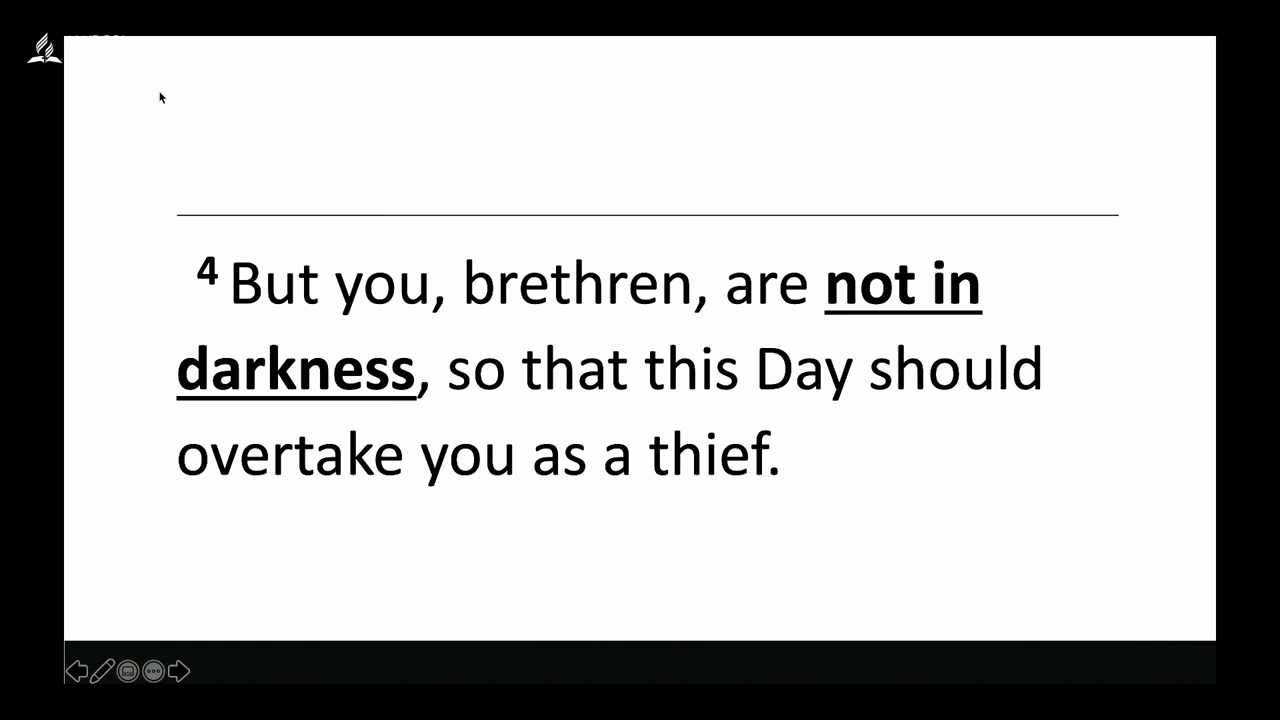 4 But you, brethren, are not in
darkness, so that this Day should
overtake you as a thief.